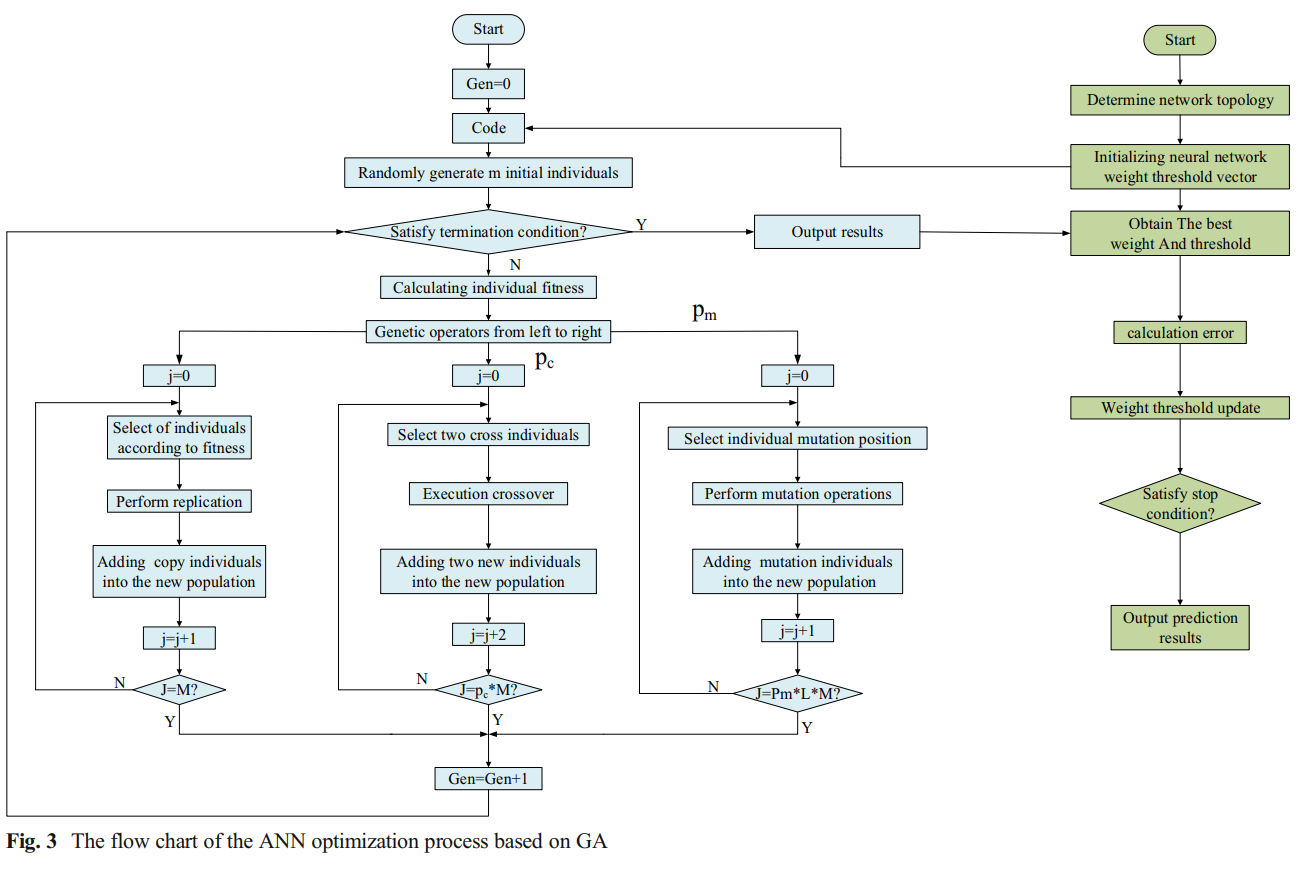 Start
Gen=0
Code
Randomly generate m initial individuals
Satisfy termination condition?
Y
Output results
N
Calculating individual fitness
Genetic operators from left to right
pm
pc
j=0
Select of individuals
according to fitness
Perform replication
Adding copy individuals
into the new population
j=j+1
J=M?
N
Y
j=0
Select two cross individuals
Execution crossover
Adding two new individuals
into the new population
j=j+2
J=pc*M?
N
Y
j=0
Select individual mutation position
Perform mutation operations
Adding mutation individuals
into the new population
j=j+1
J=Pm*L*M?
N
Y
Gen=Gen+1
Start
Determine network topology
Initializing neural network
weight threshold vector
Obtain The best
weight And threshold
calculation error
Weight threshold update
Satisfy stop
condition?
Output prediction
results
Fig. 3 The flow chart of the ANN optimization process based on GA